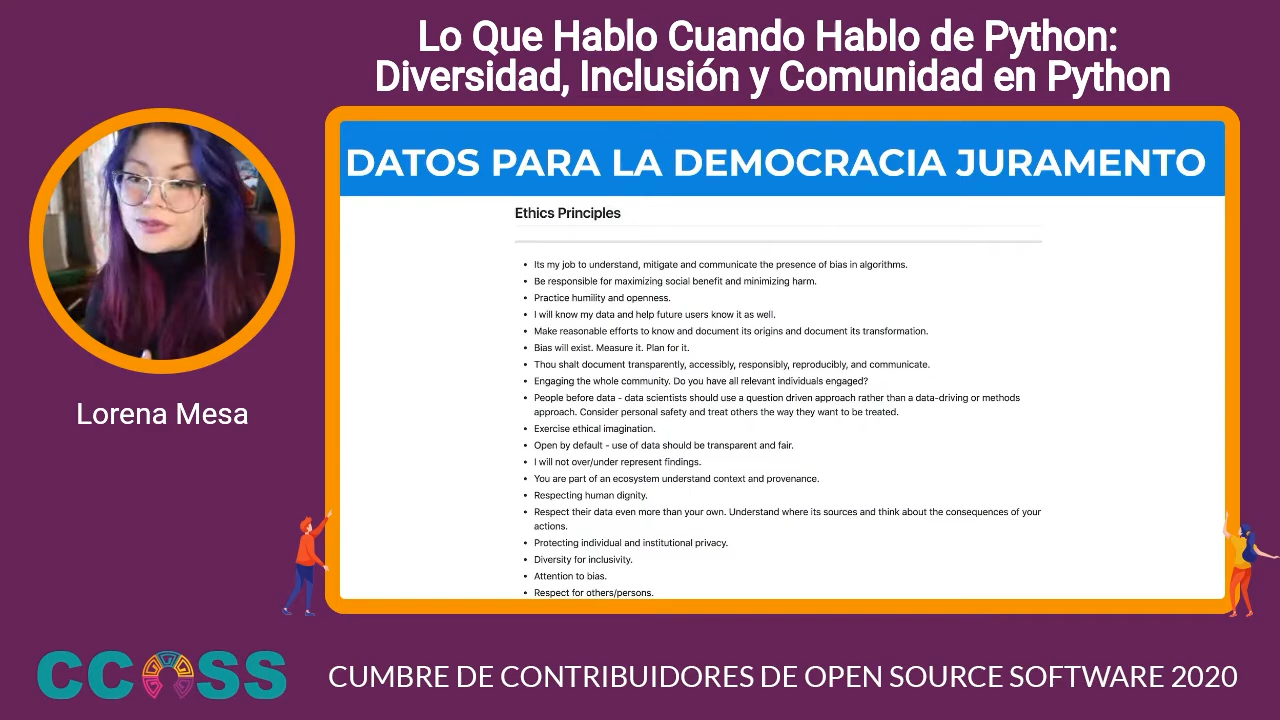 Lo Que Hablo Cuando Hablo de Python:
Diversidad, Inclusión y Comunidad en Python
DATOS PARA LA DEMOCRACIA JURAMENTO
Ethics Principles
Its my job to understand, mitigate and communicate the presence of bias in algorithms.
Be responsible for maximizing social benefit and minimizing harm.
Practice humility and openness.
I will know my data and help future users know it as well.
Make reasonable efforts to know and document its origins and document its transformation.
Bias will exist. Measure it. Plan for it.
Thou shalt document transparently, accessibly, responsibly, reproducibly, and communicate.
Engaging the whole community. Do you have all relevant individuals engaged?
People before data - data scientists should use a question driven approach rather than a data-driving or methods
approach. Consider personal safety and treat others the way they want to be treated.
Exercise ethical imagination.
Open by default - use of data should be transparent and fair.
I will not over/under represent findings.
You are part of an ecosystem understand context and provenance.
Respecting human dignity.
Respect their data even more than your own. Understand where its sources and think about the consequences of your
actions.
Protecting individual and institutional privacy.
Diversity for inclusivity.
Attention to bias.
Respect for others/persons.
Lorena Mesa
CCOSS
CUMBRE DE CONTRIBUIDORES DE OPEN SOURCE SOFTWARE 2020